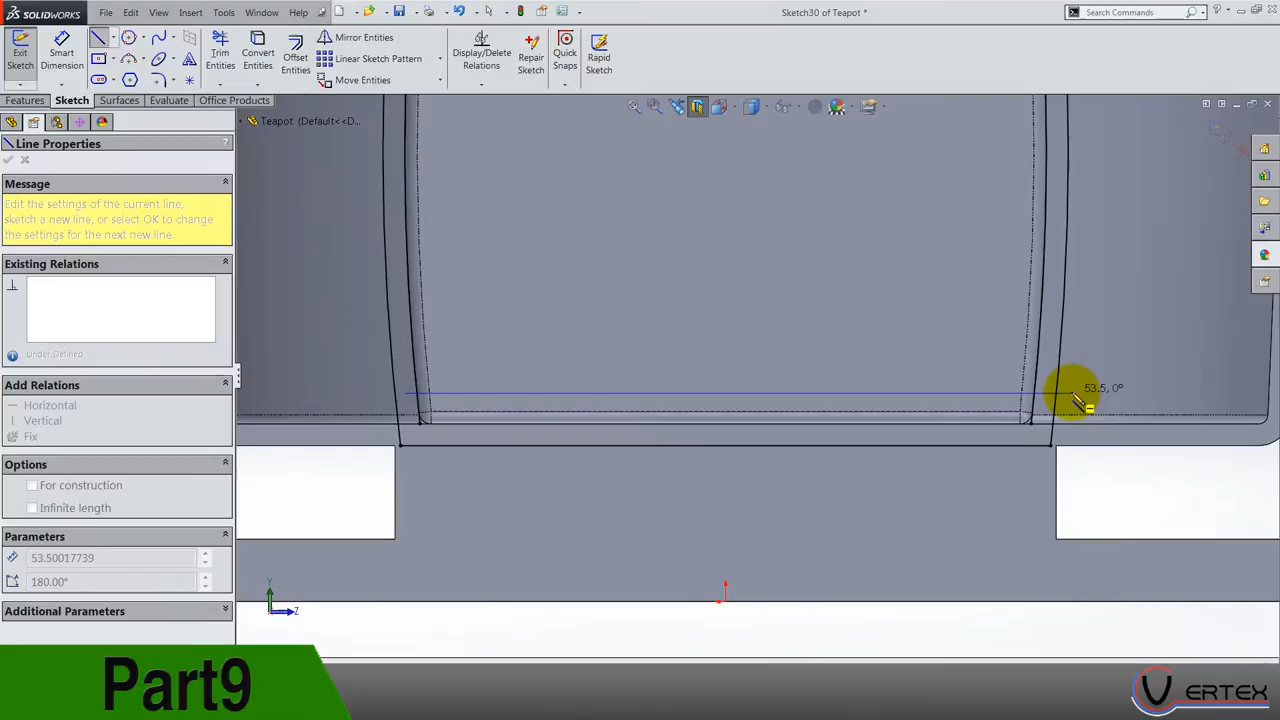 SOLIDWORKS
File Edit View Insert Tools Window Help
Sketch30 of Teapot *
Search Commands
Exit Sketch
Smart Dimension
Trim Entities
Convert Entities
Offset Entities
Mirror Entities
Linear Sketch Pattern
Move Entities
Display/Delete Relations
Repair Sketch
Quick Snaps
Rapid Sketch
Features Sketch Surfaces Evaluate Office Products
Teapot (Default<<D...
Line Properties ?
Message
Edit the settings of the current line,
sketch a new line, or select OK to change
the settings for the next new line.
Existing Relations
Under Defined
Add Relations
Horizontal
Vertical
Fix
Options
For construction
Infinite length
Parameters
53.50017739
180.00°
Additional Parameters
53.5, 0°
Y
Z
Part9
VERTEX